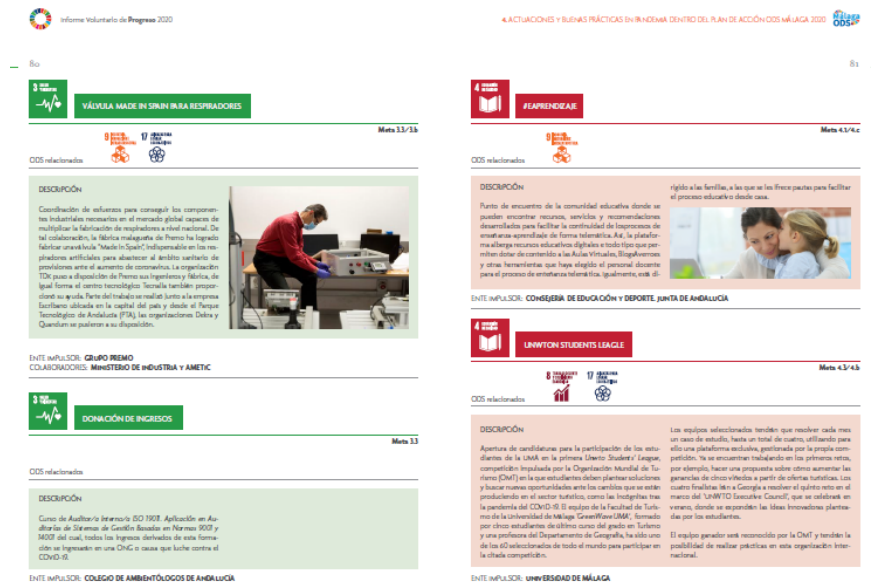 Informe Voluntario de Progreso 2020
80
VÁLVULA MADE IN SPAIN PARA RESPIRADORES
Meta 3.3/3.b
9
17
ODS relacionados
DESCRIPCIÓN
Coordinación de esfuerzos para conseguir los componen-
tes industriales necesarios en el mercado global capaces de
multiplicar la fabricación de respiradores a nivel nacional. De
tal colaboración, la fábrica malagueña de Premo ha logrado
fabricar una válvula "Made in Spain", indispensable en los res-
piradores artificiales para abastecer al ámbito sanitario de
provisiones ante el aumento de coronavirus. La organización
TDK puso a disposición de Premo sus ingenieros y fábrica, de
igual forma el centro tecnológico Tecnalia también propor-
cionó su ayuda. Parte del trabajo se realizó junto a la empresa
Escribano ubicada en la capital del país y desde el Parque
Tecnológico de Andalucía (PTA), las organizaciones Dekra y
Quandum se pusieron a su disposición.
ENTE IMPULSOR: GRUPO PREMO
COLABORADORES: MINISTERIO DE INDUSTRIA Y AMETIC
3
DONACIÓN DE INGRESOS
Meta 3.3
ODS relacionados
DESCRIPCIÓN
Curso de Auditor/a Interno/a ISO 19011. Aplicación en Au-
ditorías de Sistemas de Gestión Basadas en Normas 9001 y
14001 del cual, todos los ingresos derivados de esta forma-
ción se ingresarán en una ONG o causa que luche contra el
COVID-19.
ENTE IMPULSOR: COLEGIO DE AMBIENTÓLOGOS DE ANDALUCÍA
4. ACTUACIONES Y BUENAS PRÁCTICAS EN PANDEMIA DENTRO DEL PLAN DE ACCIÓN ODS MÁLAGA 2020
Málaga
ODS
81
4
#EAPRENDIZAJE
Meta 4.1/4.c
9
ODS relacionados
DESCRIPCIÓN
Punto de encuentro de la comunidad educativa donde se
pueden encontrar recursos, servicios y recomendaciones
desarrollados para facilitar la continuidad de los procesos de
enseñanza-aprendizaje de forma telemática. Así, la platafor-
ma alberga recursos educativos digitales e todo tipo que per-
miten dotar de contenido a las Aulas Virtuales, Blogs Averroes
y otras herramientas que haya elegido el personal docente
para el proceso de enseñanza telemática. Igualmente, está di-
rigido a las familias, a las que se les ifrece pautas para facilitar
el proceso educativo desde casa.
ENTE IMPULSOR: CONSEJERÍA DE EDUCACIÓN Y DEPORTE. JUNTA DE ANDALUCÍA
4
UNWTON STUDENTS LEAGLE
Meta 4.3/4.b
8
17
ODS relacionados
DESCRIPCIÓN
Apertura de candidaturas para la participación de los estu-
diantes de la UMA en la primera Unwto Students' League,
competición impulsada por la Organización Mundial de Tu-
rismo (OMT) en la que estudiantes deben plantear soluciones
y buscar nuevas oportunidades ante los cambios que se están
produciendo en el sector turístico, como las incógnitas tras
la pandemia del COVID-19. El equipo de la Facultad de Turis-
mo de la Universidad de Málaga 'GreenWave UMA', formado
por cinco estudiantes de último curso del grado en Turismo
y una profesora del Departamento de Geografía, ha sido uno
de los 60 seleccionados de todo el mundo para participar en
la citada competición.
Los equipos seleccionados tendrán que resolver cada mes
un caso de estudio, hasta un total de cuatro, utilizando para
ello una plataforma exclusiva, gestionada por la propia com-
petición. Ya se encuentran trabajando en los primeros retos,
por ejemplo, hacer una propuesta sobre cómo aumentar las
ganancias de cinco viñedos a partir de ofertas turísticas. Los
cuatro finalistas irán a Georgia a resolver el quinto reto en el
marco del 'UNWTO Executive Council', que se celebrará en
verano, donde se expondrán las ideas innovadores plantea-
das por los estudiantes.
El equipo ganador será reconocido por la OMT y tendrán la
posibilidad de realizar prácticas en esta organización inter-
nacional.
ENTE IMPULSOR: UNIVERSIDAD DE MÁLAGA